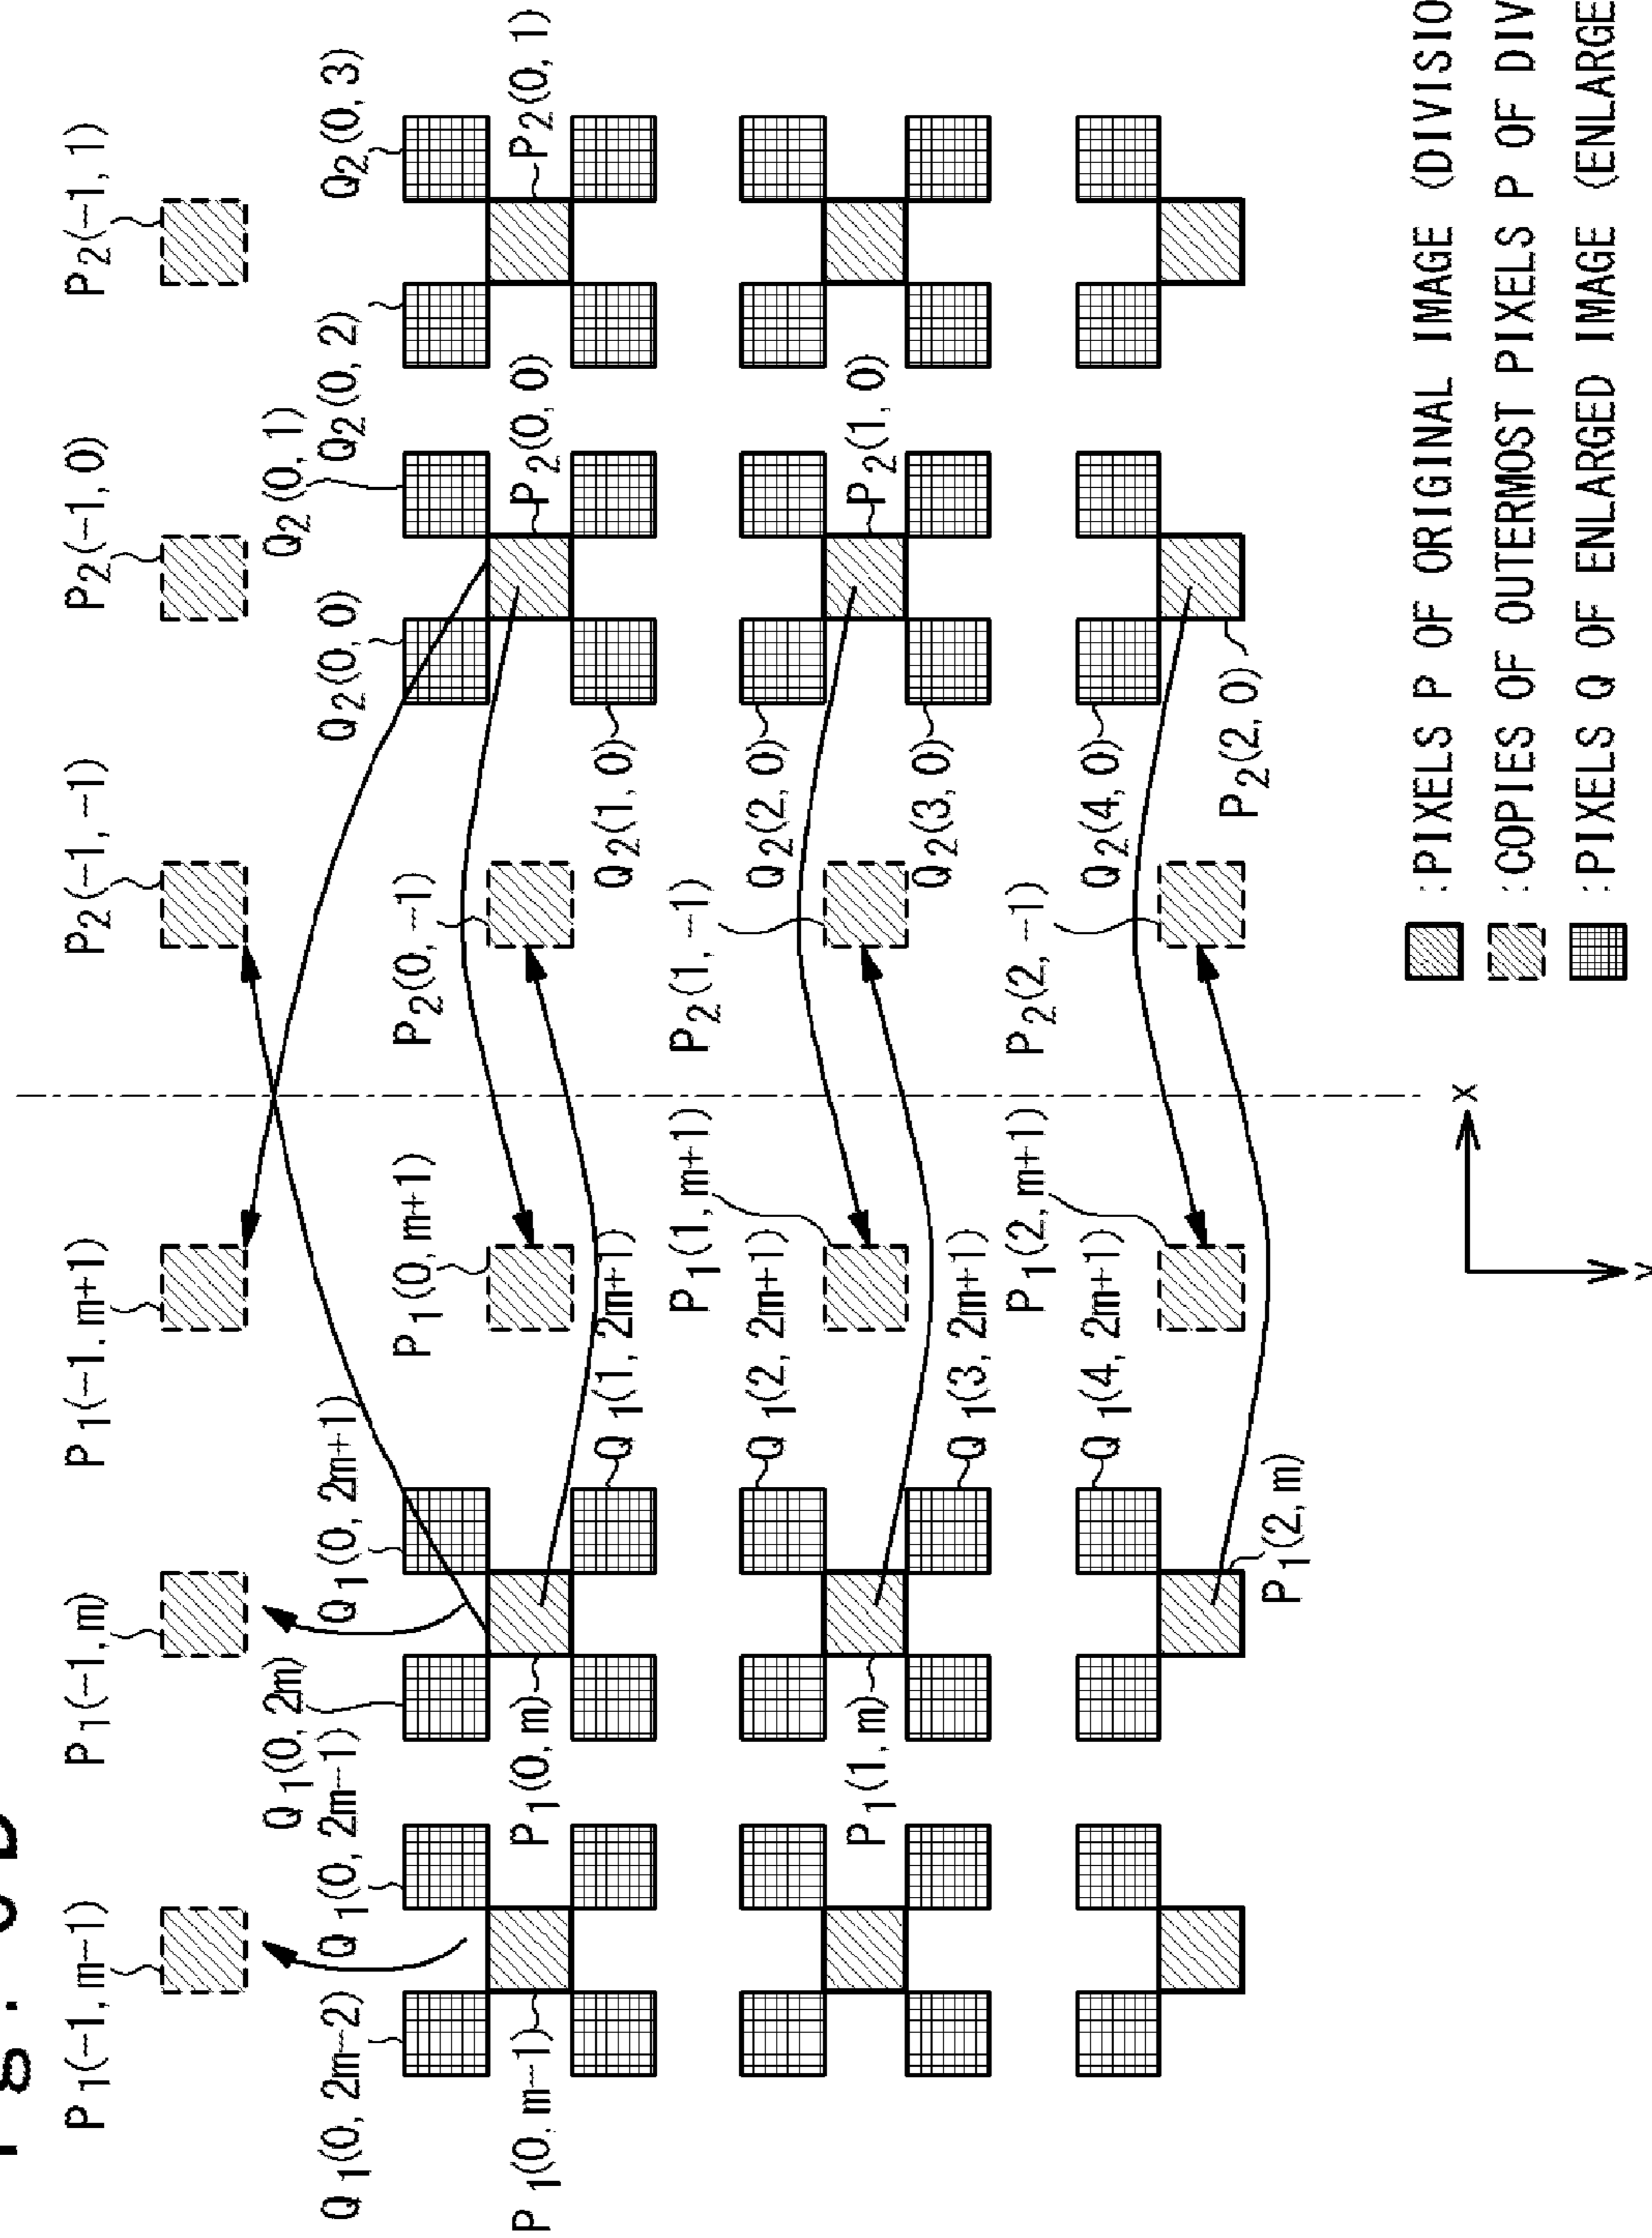 P1(-1, m-1)
P1(-1, m)
P1(-1, m+1)
P2(-1, -1)
P2(-1, 0)
P2(-1, 1)
Q1(0, 2m)
Q2(0, 1)
Q1(0, 2m-2)
Q1(0, 2m-1)
Q1(0, 2m+1)
Q2(0, 0)
Q2(0, 2)
Q2(0, 3)
P1(0, m+1)
P2(0, -1)
P1(0, m-1)
P1(0, m)
P2(0, 0)
P2(0, 1)
Q1(1, 2m+1)
Q2(1, 0)
P1(1, m+1)
P2(1, -1)
Q1(2, 2m+1)
Q2(2, 0)
P1(1, m)
P2(1, 0)
Q1(3, 2m+1)
Q2(3, 0)
P1(2, m+1)
P2(2, -1)
Q1(4, 2m+1)
Q2(4, 0)
P1(2, m)
P2(2, 0)
x
:PIXELS P OF ORIGINAL IMAGE (DIVISIO
:COPIES OF OUTERMOST PIXELS P OF DIV
:PIXELS Q OF ENLARGED IMAGE (ENLARGE